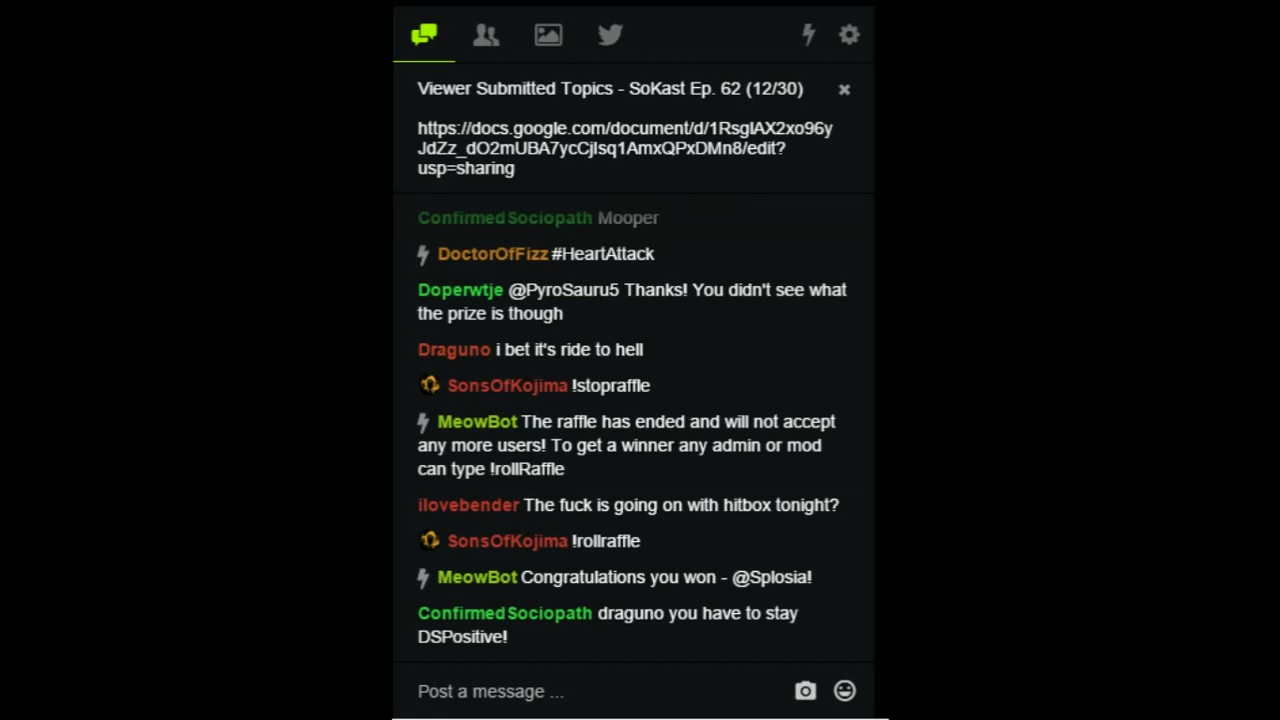 Viewer Submitted Topics - SoKast Ep. 62 (12/30)
https://docs.google.com/document/d/1RsglAX2xo96y
JdZz_dO2mUBA7ycCjlsq1AmxQPxDMn8/edit?
usp=sharing
ConfirmedSociopath Mooper
DoctorOfFizz #HeartAttack
Doperwtje @PyroSauru5 Thanks! You didn't see what
the prize is though
Draguno i bet it's ride to hell
SonsOfKojima !stopraffle
MeowBot The raffle has ended and will not accept
any more users! To get a winner any admin or mod
can type !rollRaffle
ilovebender The fuck is going on with hitbox tonight?
SonsOfKojima !rollraffle
MeowBot Congratulations you won - @Splosia!
ConfirmedSociopath draguno you have to stay
DSPositive!
Post a message ...